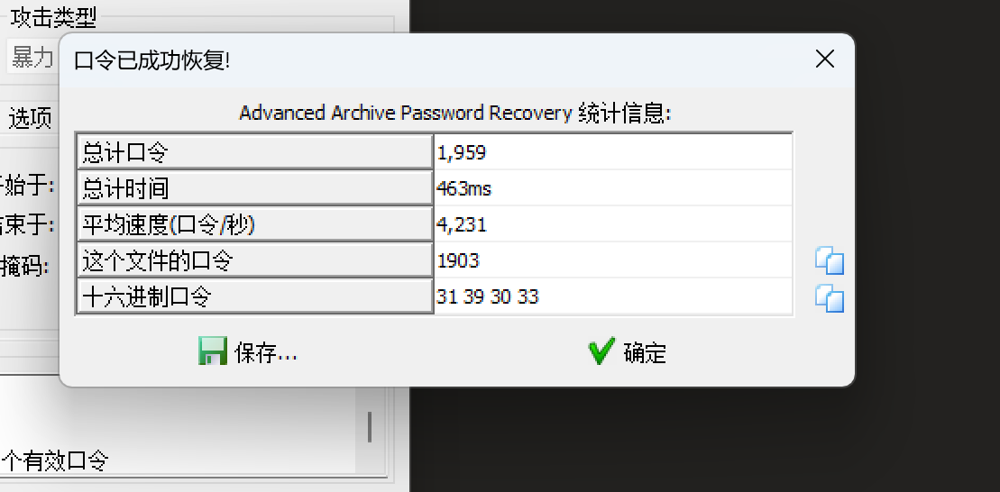 攻击类型
暴力
口令已成功恢复!
选项
Advanced Archive Password Recovery 统计信息:
总计口令 1,959
始于:
总计时间 463ms
束于:
平均速度(口令/秒) 4,231
掩码:
这个文件的口令 1903
十六进制口令 31 39 30 33
保存... 确定
个有效口令